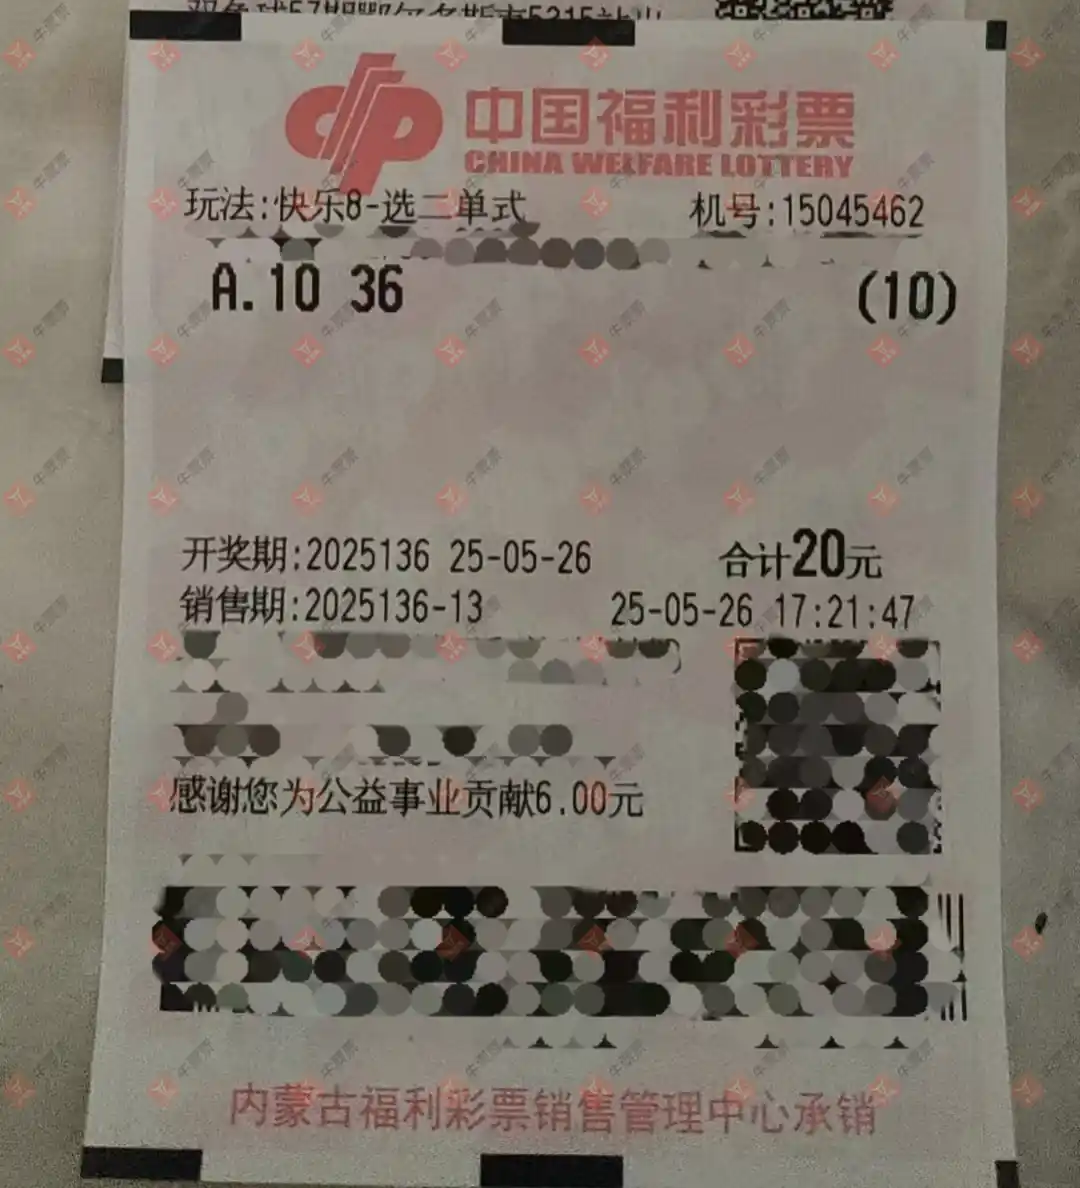 中国福利彩票
CHINA WELFARE LOTTERY
玩法:快乐8-选二单式 机号:15045462
A.10 36 (10)
开奖期:2025136 25-05-26 合计20元
销售期:2025136-13 25-05-26 17:21:47
感谢您为公益事业贡献6.00元
内蒙古福利彩票销售管理中心承销